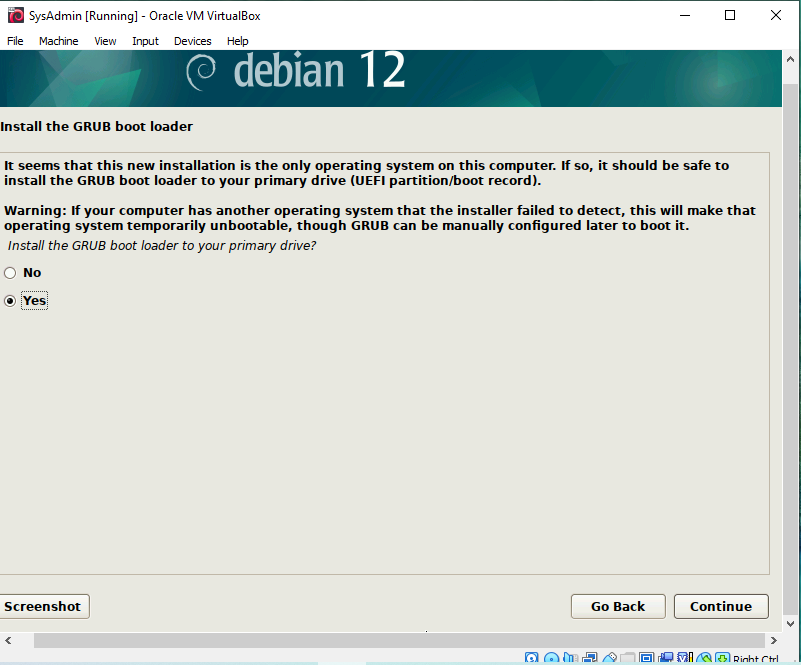 SysAdmin [Running] - Oracle VM VirtualBox
File Machine View Input Devices Help
debian 12
Install the GRUB boot loader
It seems that this new installation is the only operating system on this computer. If so, it should be safe to
install the GRUB boot loader to your primary drive (UEFI partition/boot record).
Warning: If your computer has another operating system that the installer failed to detect, this will make that
operating system temporarily unbootable, though GRUB can be manually configured later to boot it.
Install the GRUB boot loader to your primary drive?
No
Yes
Screenshot Go Back Continue
Right Ctrl